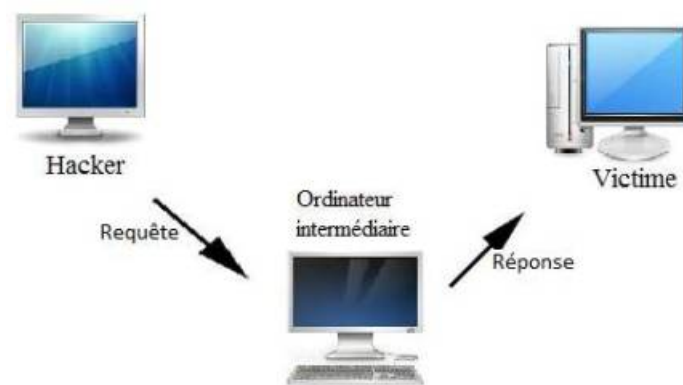 Hacker
Victime
Ordinateur
intermédiaire
Requête
Réponse